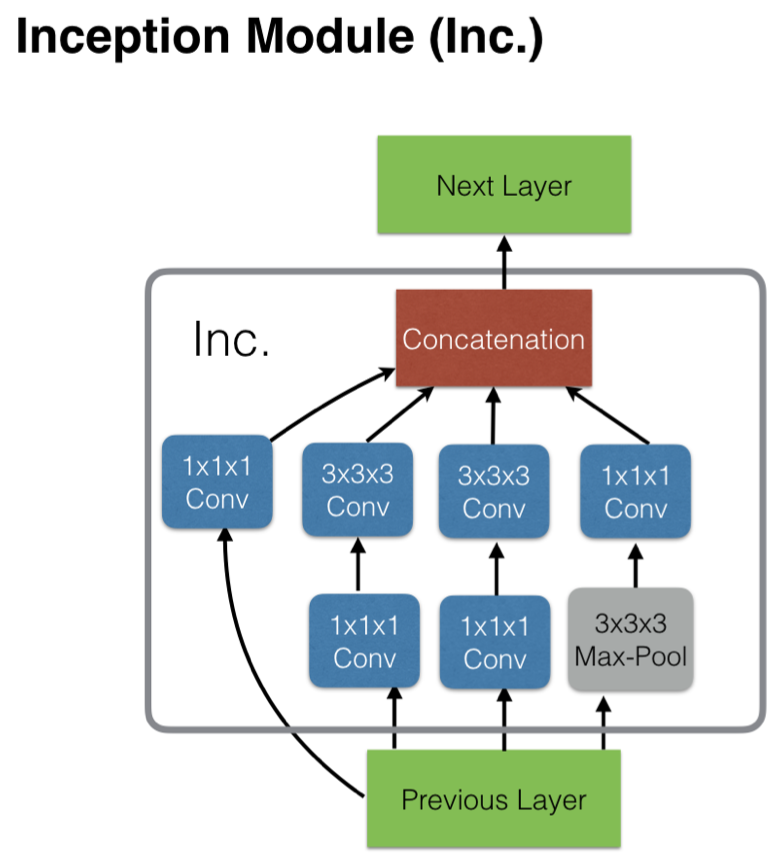 Inception Module (Inc.)
Next Layer
Inc.
Concatenation
1x1x1
Conv
3x3x3
Conv
3x3x3
Conv
1x1x1
Conv
1x1x1
Conv
1x1x1
Conv
3x3x3
Max-Pool
Previous Layer